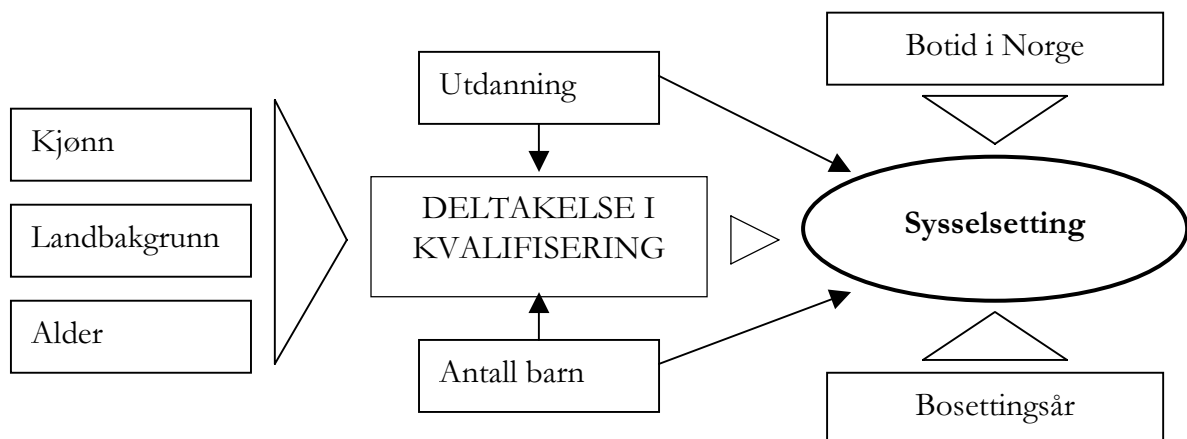 Kjønn
Landbakgrunn
Alder
Utdanning
DELTAKELSE I
KVALIFISERING
Antall barn
Botid i Norge
Sysselsetting
Bosettingsår